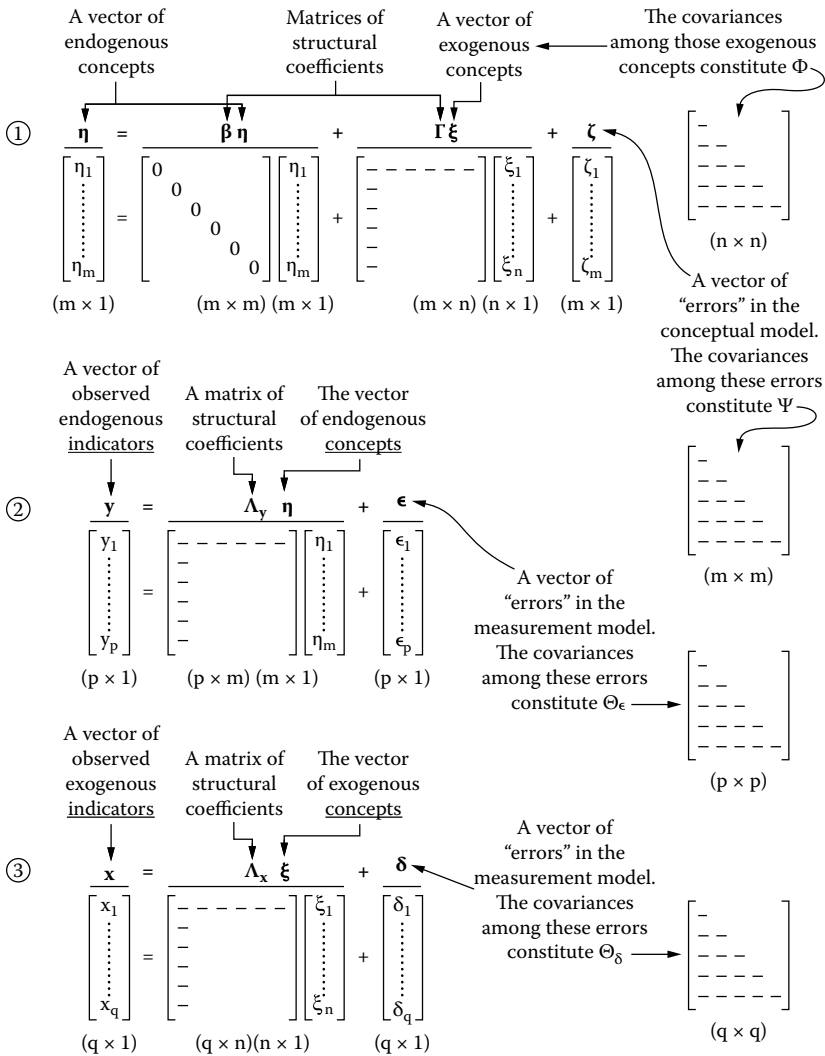 A vector of
endogenous
concepts
Matrices of
structural
coefficients
A vector of
exogenous
concepts
The covariances
among those exogenous
concepts constitute Φ
① η = β η + Γ ξ + ζ
η₁
ηₘ
=
0
0
0
0
0
0
η₁
ηₘ
+
ξ₁
ξₙ
+
ζ₁
ζₘ
(m × 1) (m × m) (m × 1) (m × n) (n × 1) (m × 1)
(n × n)
A vector of
“errors” in the
conceptual model.
The covariances
among these errors
constitute Ψ
(m × m)
A vector of
observed
endogenous
indicators
A matrix of
structural
coefficients
The vector
of endogenous
concepts
② y = Λy η + ϵ
y₁
yₚ
=
η₁
ηₘ
+
ϵ₁
ϵₚ
(p × 1) (p × m) (m × 1) (p × 1)
A vector of
“errors” in the
measurement model.
The covariances
among these errors
constitute Θϵ
(p × p)
A vector of
observed
exogenous
indicators
A matrix of
structural
coefficients
The vector
of exogenous
concepts
③ x = Λₓ ξ + δ
x₁
xq
=
ξ₁
ξₙ
+
δ₁
δq
(q × 1) (q × n)(n × 1) (q × 1)
A vector of
“errors” in the
measurement model.
The covariances
among these errors
constitute Θδ
(q × q)